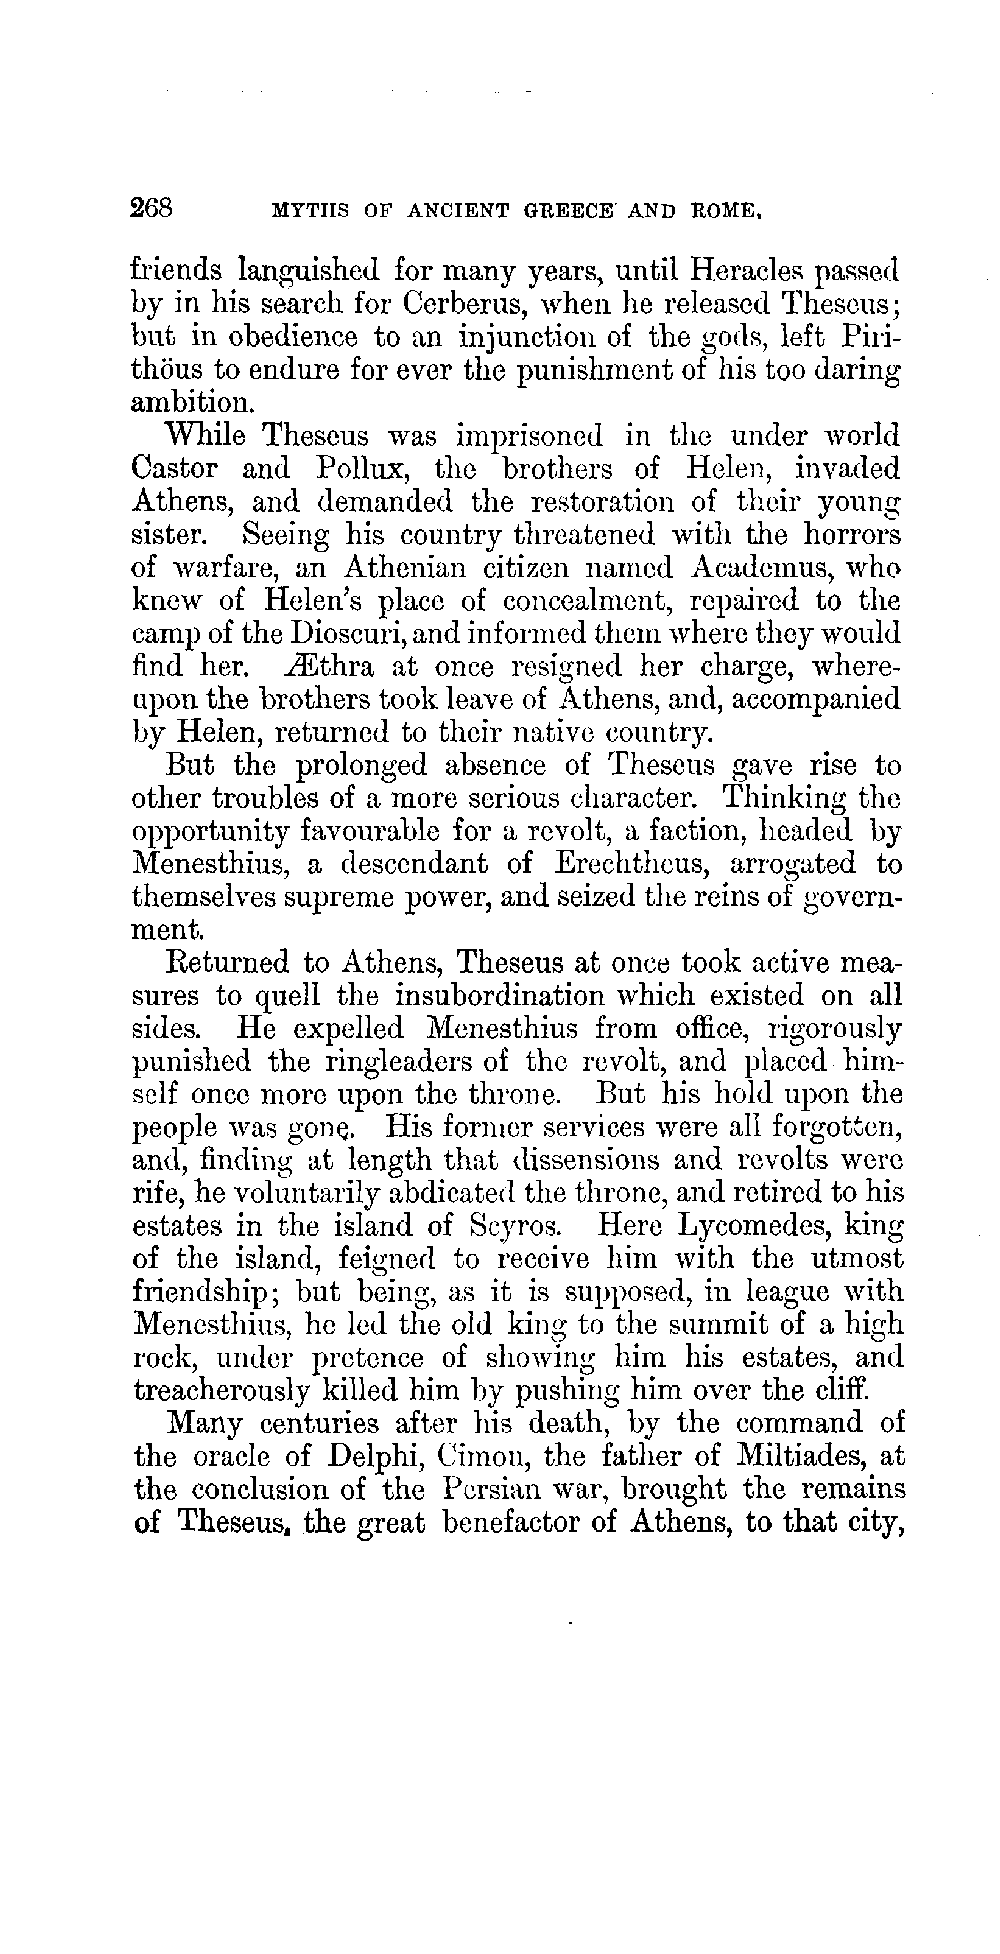 268 MYTHS OF ANCIENT GREECE AND ROME.
friends languished for many years, until Heracles passed
by in his search for Cerberus, when he released Theseus;
but in obedience to an injunction of the gods, left Piri-
thöus to endure for ever the punishment of his too daring
ambition.
While Theseus was imprisoned in the under world
Castor and Pollux, the brothers of Helen, invaded
Athens, and demanded the restoration of their young
sister. Seeing his country threatened with the horrors
of warfare, an Athenian citizen named Academus, who
knew of Helen's place of concealment, repaired to the
camp of the Dioscuri, and informed them where they would
find her. Æthra at once resigned her charge, where-
upon the brothers took leave of Athens, and, accompanied
by Helen, returned to their native country.
But the prolonged absence of Theseus gave rise to
other troubles of a more serious character. Thinking the
opportunity favourable for a revolt, a faction, headed by
Menesthius, a descendant of Erechtheus, arrogated to
themselves supreme power, and seized the reins of govern-
ment.
Returned to Athens, Theseus at once took active mea-
sures to quell the insubordination which existed on all
sides. He expelled Menesthius from office, rigorously
punished the ringleaders of the revolt, and placed him-
self once more upon the throne. But his hold upon the
people was gone. His former services were all forgotten,
and, finding at length that dissensions and revolts were
rife, he voluntarily abdicated the throne, and retired to his
estates in the island of Scyros. Here Lycomedes, king
of the island, feigned to receive him with the utmost
friendship; but being, as it is supposed, in league with
Menesthius, he led the old king to the summit of a high
rock, under pretence of showing him his estates, and
treacherously killed him by pushing him over the cliff.
Many centuries after his death, by the command of
the oracle of Delphi, Cimon, the father of Miltiades, at
the conclusion of the Persian war, brought the remains
of Theseus, the great benefactor of Athens, to that city,